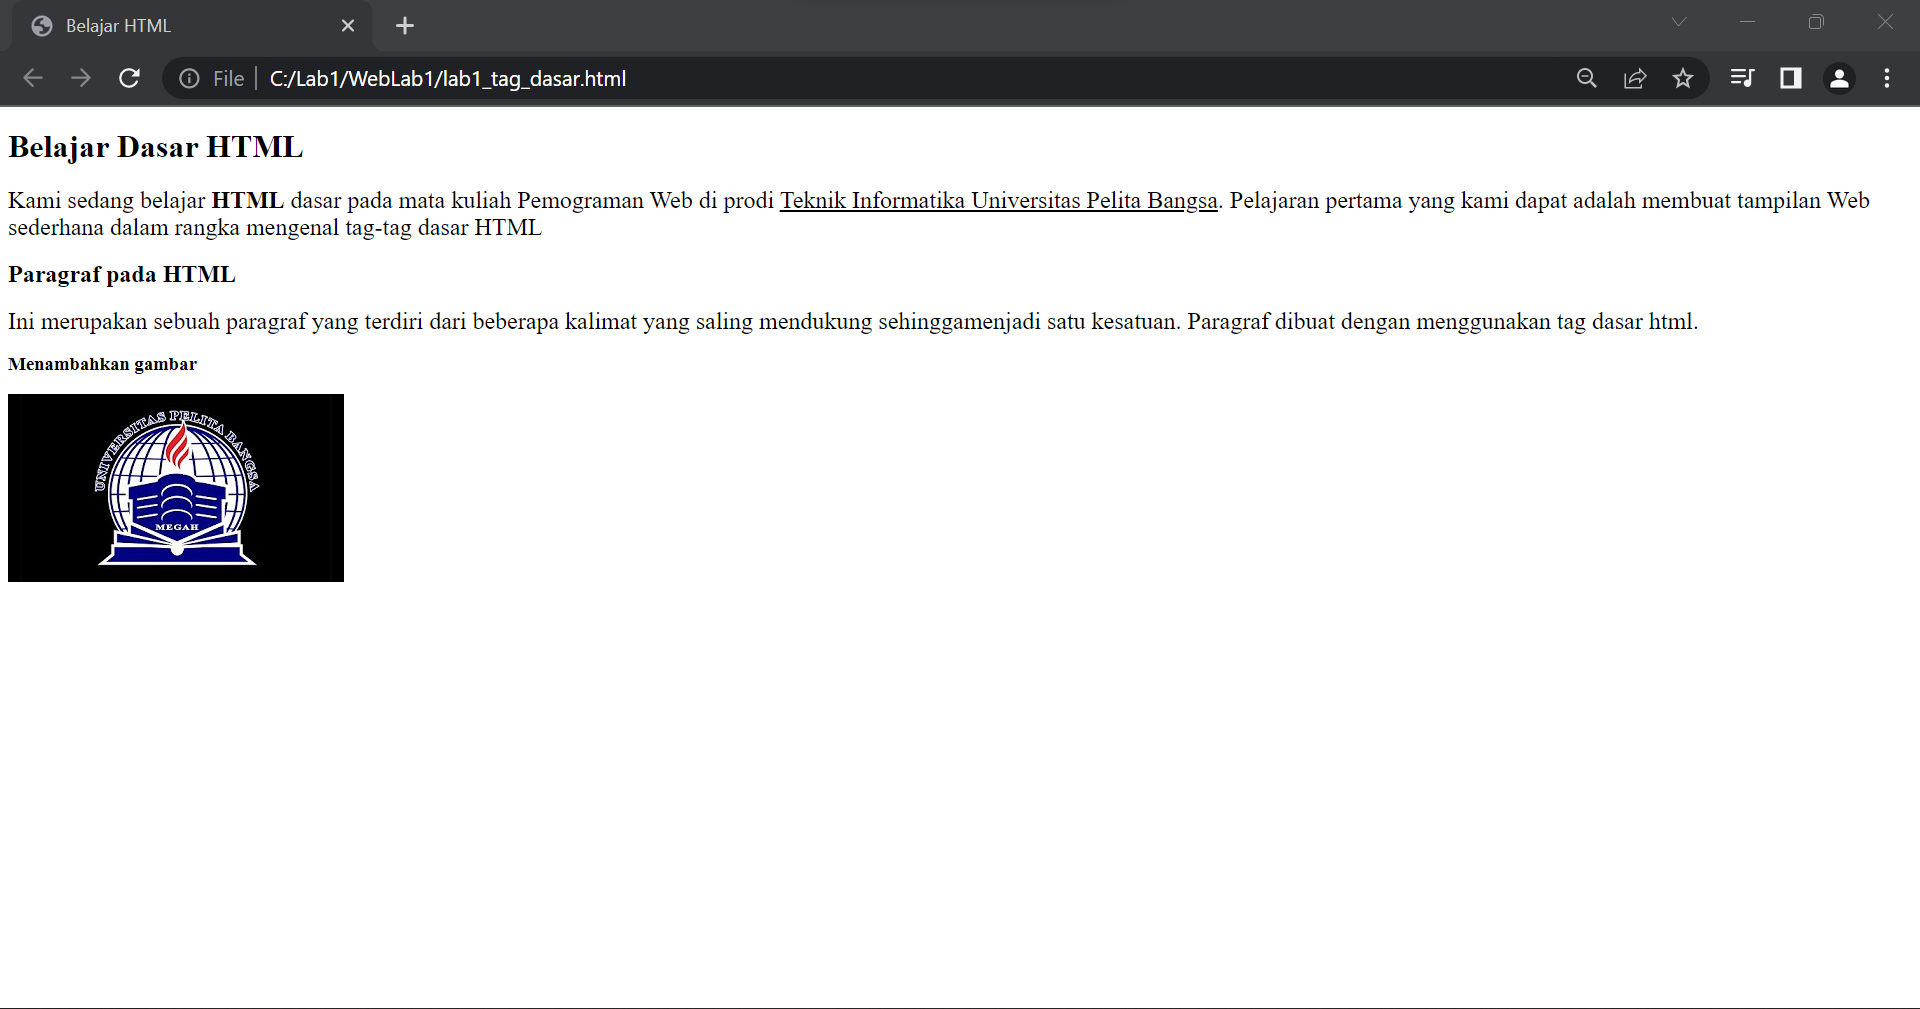 Belajar HTML
File
C:/Lab1/WebLab1/lab1_tag_dasar.html
Belajar Dasar HTML
Kami sedang belajar HTML dasar pada mata kuliah Pemograman Web di prodi Teknik Informatika Universitas Pelita Bangsa. Pelajaran pertama yang kami dapat adalah membuat tampilan Web
sederhana dalam rangka mengenal tag-tag dasar HTML
Paragraf pada HTML
Ini merupakan sebuah paragraf yang terdiri dari beberapa kalimat yang saling mendukung sehinggamenjadi satu kesatuan. Paragraf dibuat dengan menggunakan tag dasar html.
Menambahkan gambar
UNIVERSITAS PELITA BANGSA
MEGAH